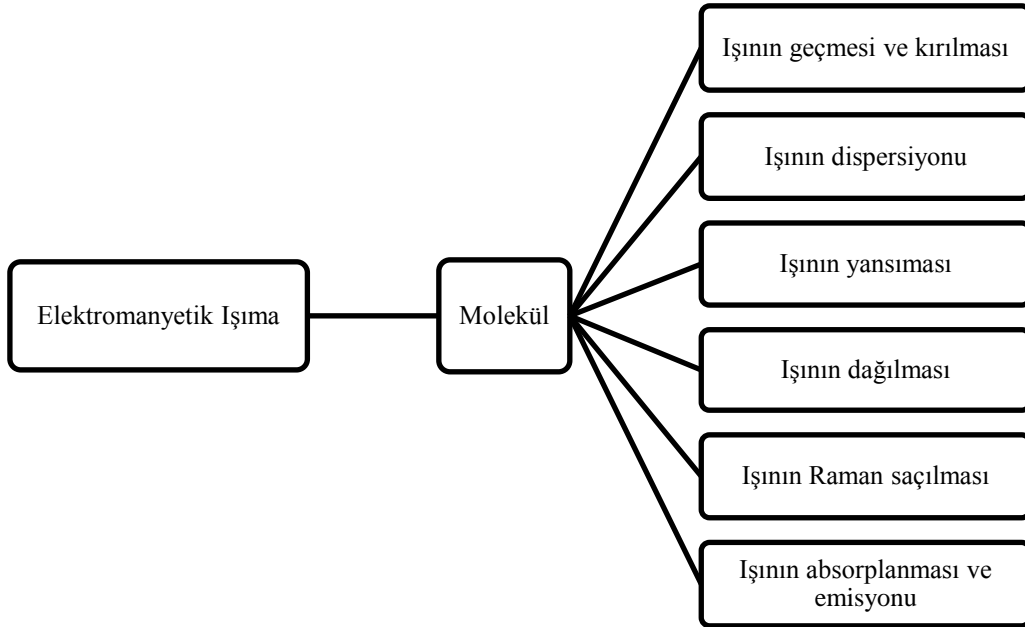 Işının geçmesi ve kırılması
Işının dispersiyonu
Işının yansıması
Elektromanyetik Işıma
Molekül
Işının dağılması
Işının Raman saçılması
Işının absorplanması ve
emisyonu